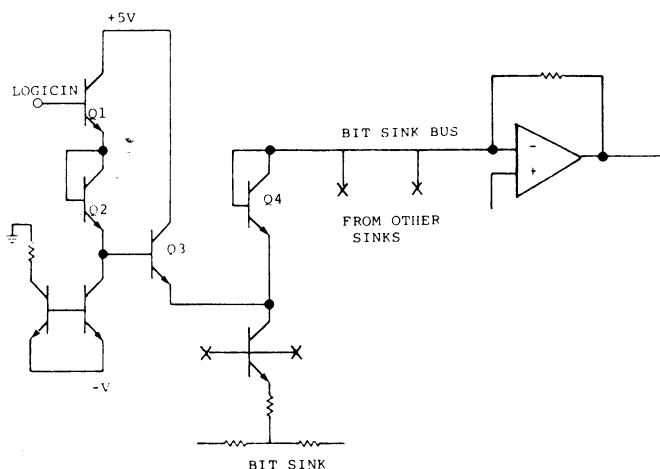 +5V
LOGICIN
Q1
BIT SINK BUS
-
+
Q2
Q4
FROM OTHER
SINKS
Q3
-V
BIT SINK